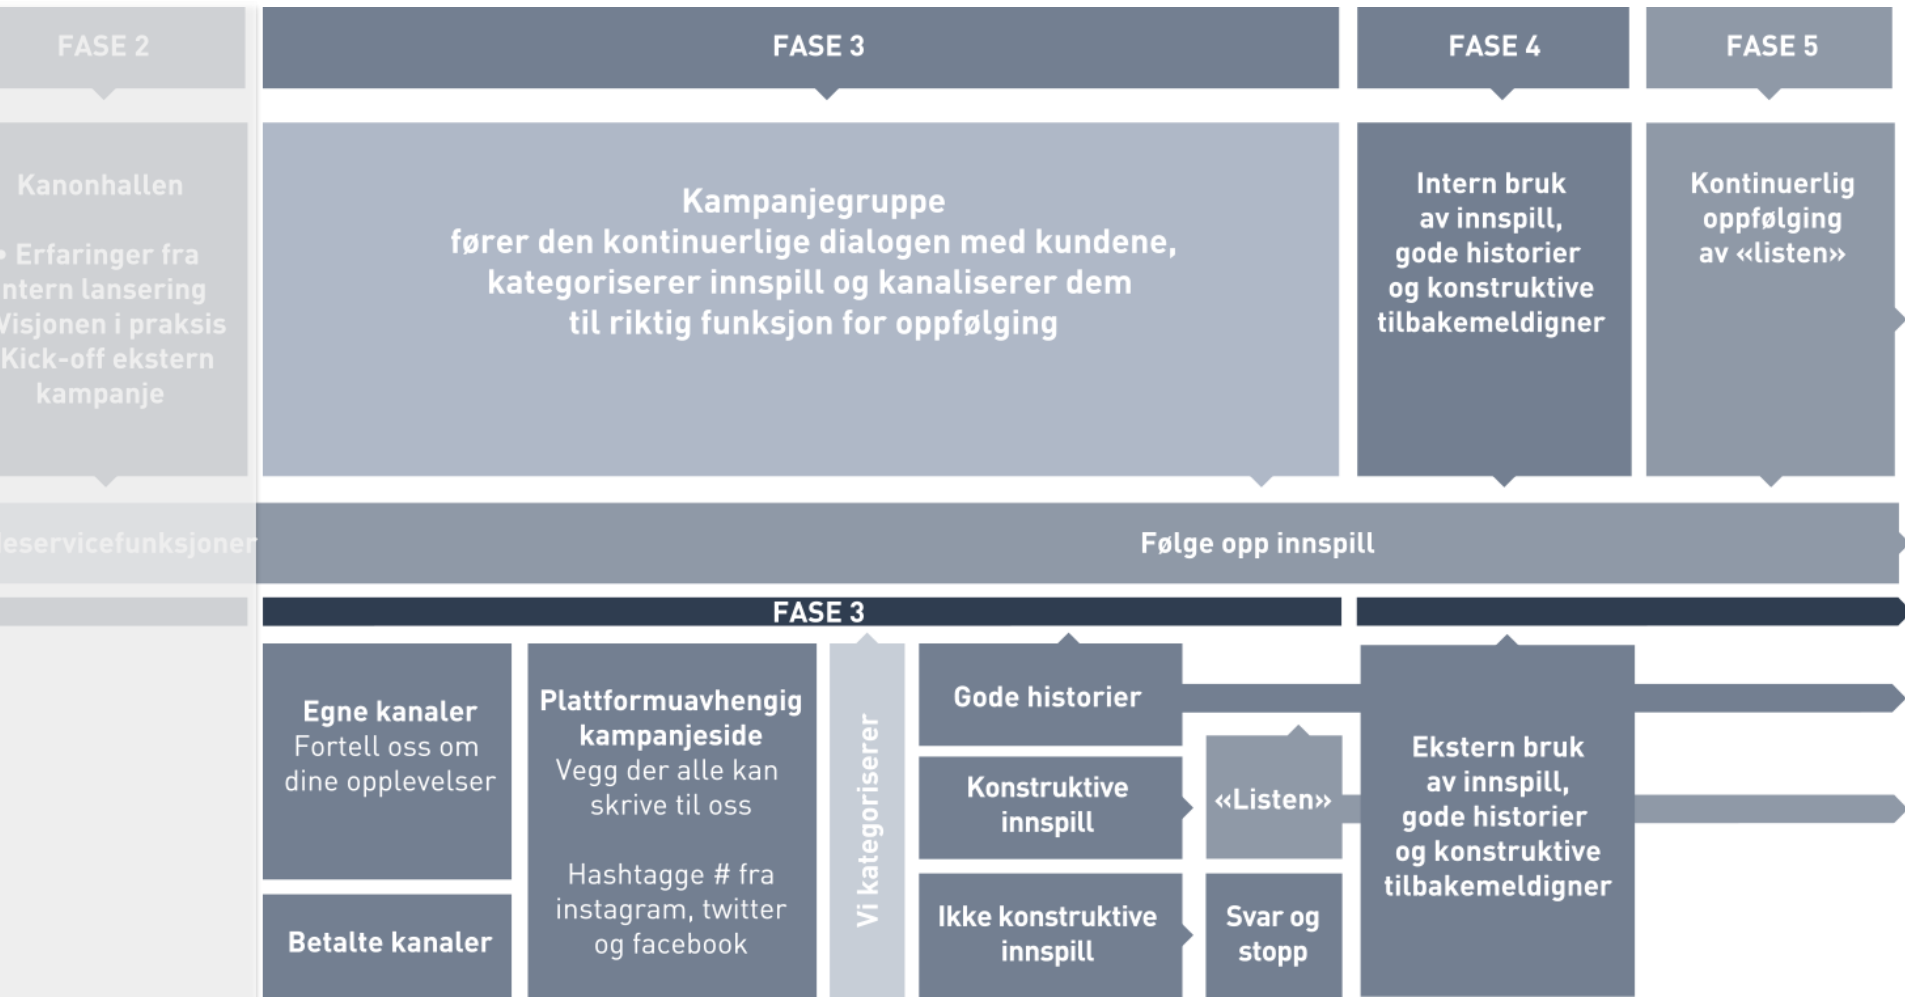 FASE 2
FASE 3
FASE 4
FASE 5
Kanonhallen
• Erfaringer fra
ntern lansering
Visjonen i praksis
Kick-off ekstern
kampanje
Kampanjegruppe
fører den kontinuerlige dialogen med kundene,
kategoriserer innspill og kanaliserer dem
til riktig funksjon for oppfølging
Intern bruk
av innspill,
gode historier
og konstruktive
tilbakemeldigner
Kontinuerlig
oppfølging
av «listen»
eservicefunksjoner
Følge opp innspill
FASE 3
Egne kanaler
Fortell oss om
dine opplevelser
Betalte kanaler
Plattformuavhengig
kampanjeside
Vegg der alle kan
skrive til oss
Hashtagge # fra
instagram, twitter
og facebook
Vi kategoriserer
Gode historier
Konstruktive
innspill
«Listen»
Ikke konstruktive
innspill
Svar og
stopp
Ekstern bruk
av innspill,
gode historier
og konstruktive
tilbakemeldigner